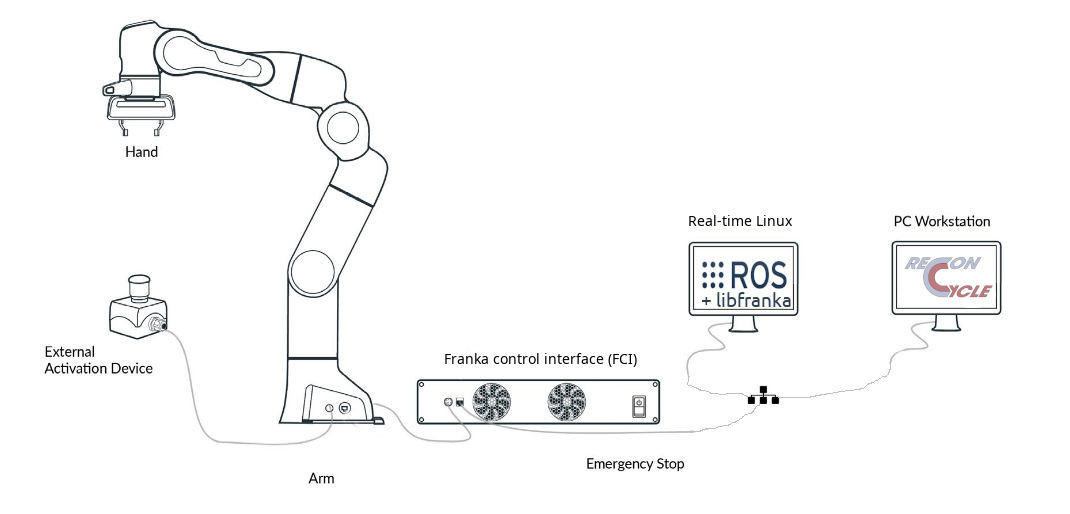 Hand
Real-time Linux
PC Workstation
ROS
+ libfranka
RECON
CYCLE
External
Activation Device
Franka control interface (FCI)
Emergency Stop
Arm